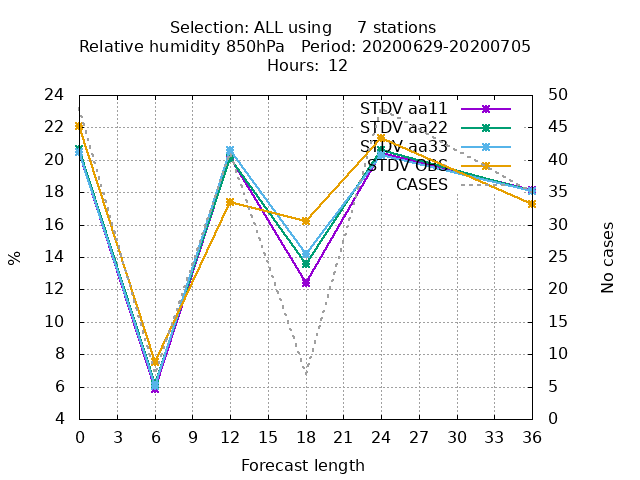 Selection: ALL using     7 stations
Relative humidity 850hPa   Period: 20200629-20200705
Hours:  12
24
22
20
18
16
14
12
10
8
6
4
%
STDV aa11
STDV aa22
STDV aa33
STDV OBS
CASES
50
45
40
35
30
25
20
15
10
5
0
No cases
0 3 6 9 12 15 18 21 24 27 30 33 36
Forecast length